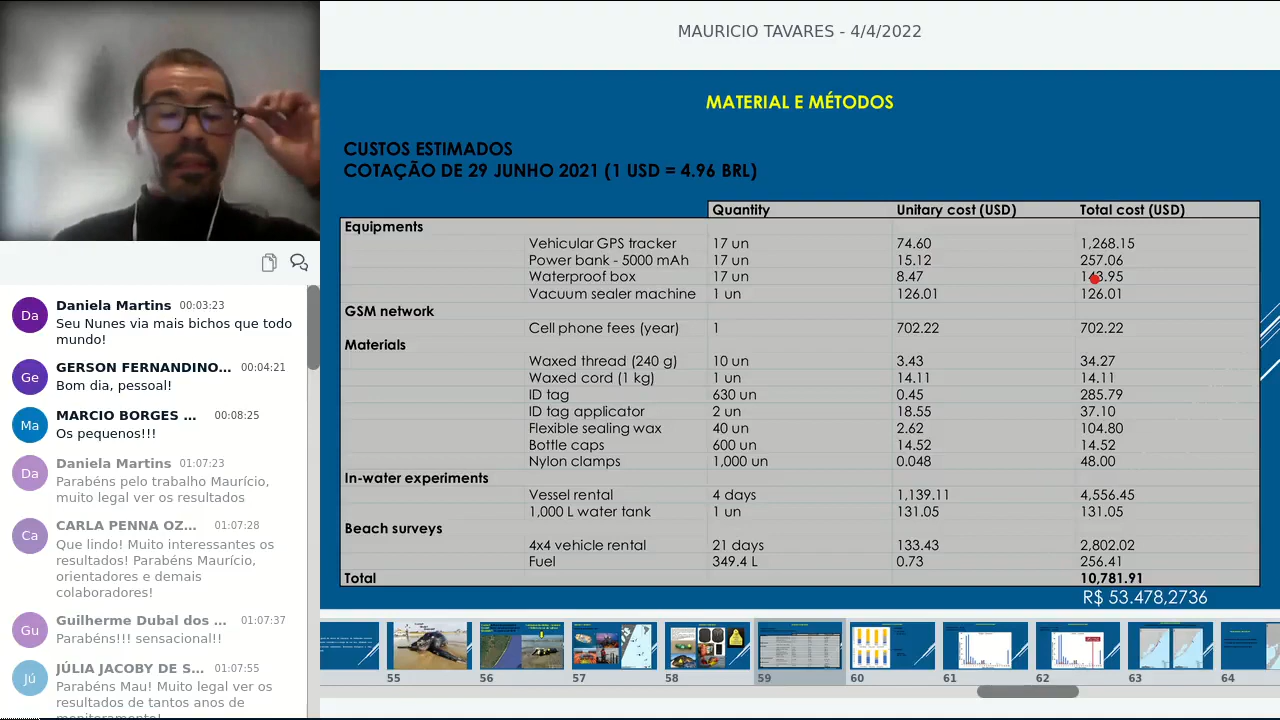 MAURICIO TAVARES - 4/4/2022
MATERIAL E MÉTODOS
CUSTOS ESTIMADOS
COTAÇÃO DE 29 JUNHO 2021 (1 USD = 4.96 BRL)
Quantity Unitary cost (USD) Total cost (USD)
Equipments
Vehicular GPS tracker 17 un 74.60 1,268.15
Power bank - 5000 mAh 17 un 15.12 257.06
Waterproof box 17 un 8.47 143.95
Vacuum sealer machine 1 un 126.01 126.01
GSM network
Cell phone fees (year) 1 702.22 702.22
Materials
Waxed thread (240 g) 10 un 3.43 34.27
Waxed cord (1 kg) 1 un 14.11 14.11
ID tag 630 un 0.45 285.79
ID tag applicator 2 un 18.55 37.10
Flexible sealing wax 40 un 2.62 104.80
Bottle caps 600 un 14.52 14.52
Nylon clamps 1,000 un 0.048 48.00
In-water experiments
Vessel rental 4 days 1,139.11 4,556.45
1,000 L water tank 1 un 131.05 131.05
Beach surveys
4x4 vehicle rental 21 days 133.43 2,802.02
Fuel 349.4 L 0.73 256.41
Total 10,781.91
R$ 53.478,2736
Da Daniela Martins 00:03:23
Seu Nunes via mais bichos que todo
mundo!
Ge GERSON FERNANDINO... 00:04:21
Bom dia, pessoal!
Ma MARCIO BORGES ... 00:08:25
Os pequenos!!!
Da Daniela Martins 01:07:23
Parabéns pelo trabalho Maurício,
muito legal ver os resultados
Ca CARLA PENNA OZ... 01:07:28
Que lindo! Muito interessantes os
resultados! Parabéns Maurício,
orientadores e demais
colaboradores!
Gu Guilherme Dubal dos ... 01:07:37
Parabéns!!! sensacional!!
Jú JÚLIA JACOBY DE S... 01:07:55
Parabéns Mau! Muito legal ver os
resultados de tantos anos de
monitoramento!
55 56 57 58 59 60 61 62 63 64